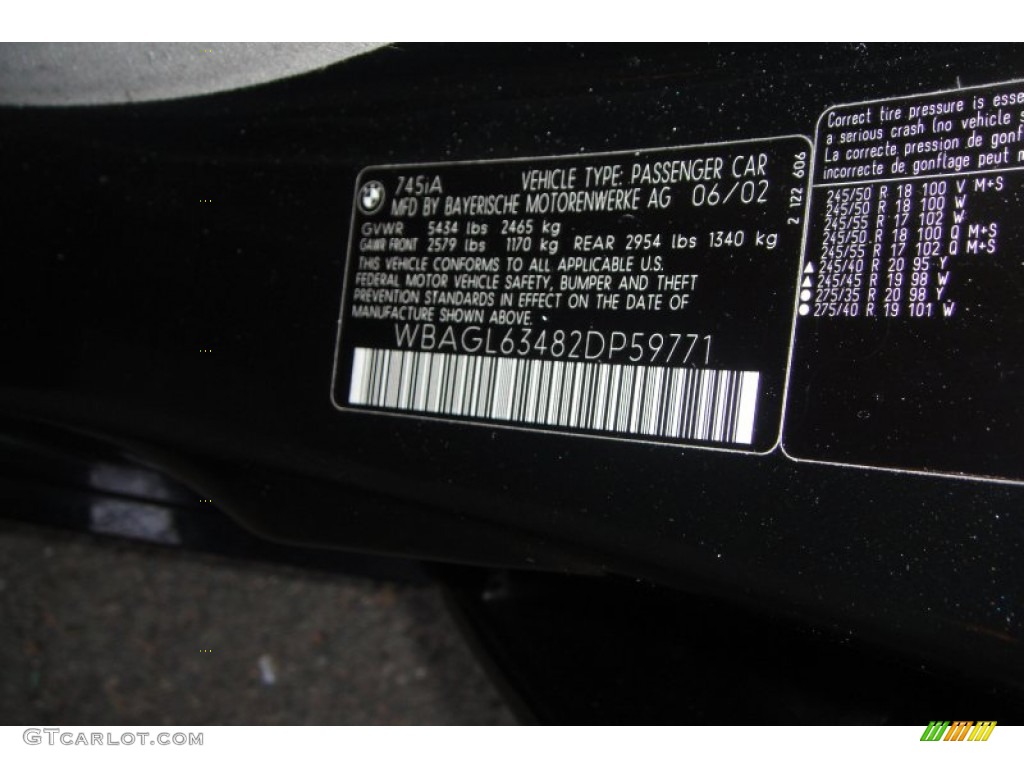 745iA VEHICLE TYPE: PASSENGER CAR
MFD BY BAYERISCHE MOTORENWERKE AG 06/02
GVWR 5434 lbs 2465 kg
GAWR FRONT 2579 lbs 1170 kg REAR 2954 lbs 1340 kg
THIS VEHICLE CONFORMS TO ALL APPLICABLE U.S.
FEDERAL MOTOR VEHICLE SAFETY, BUMPER AND THEFT
PREVENTION STANDARDS IN EFFECT ON THE DATE OF
MANUFACTURE SHOWN ABOVE.
WBAGL63482DP59771
2 122 606
Correct tire pressure is esse
a serious crash (no vehicle s
La correcte pression de gonf
incorrecte de gonflage peut m
245/50 R 18 100 V M+S
245/50 R 18 100 W
245/55 R 17 102 W
245/50 R 18 100 Q M+S
245/55 R 17 102 Q M+S
245/40 R 20 95 Y
245/45 R 19 98 W
275/35 R 20 98 Y
275/40 R 19 101 W
GTCARLOT.COM